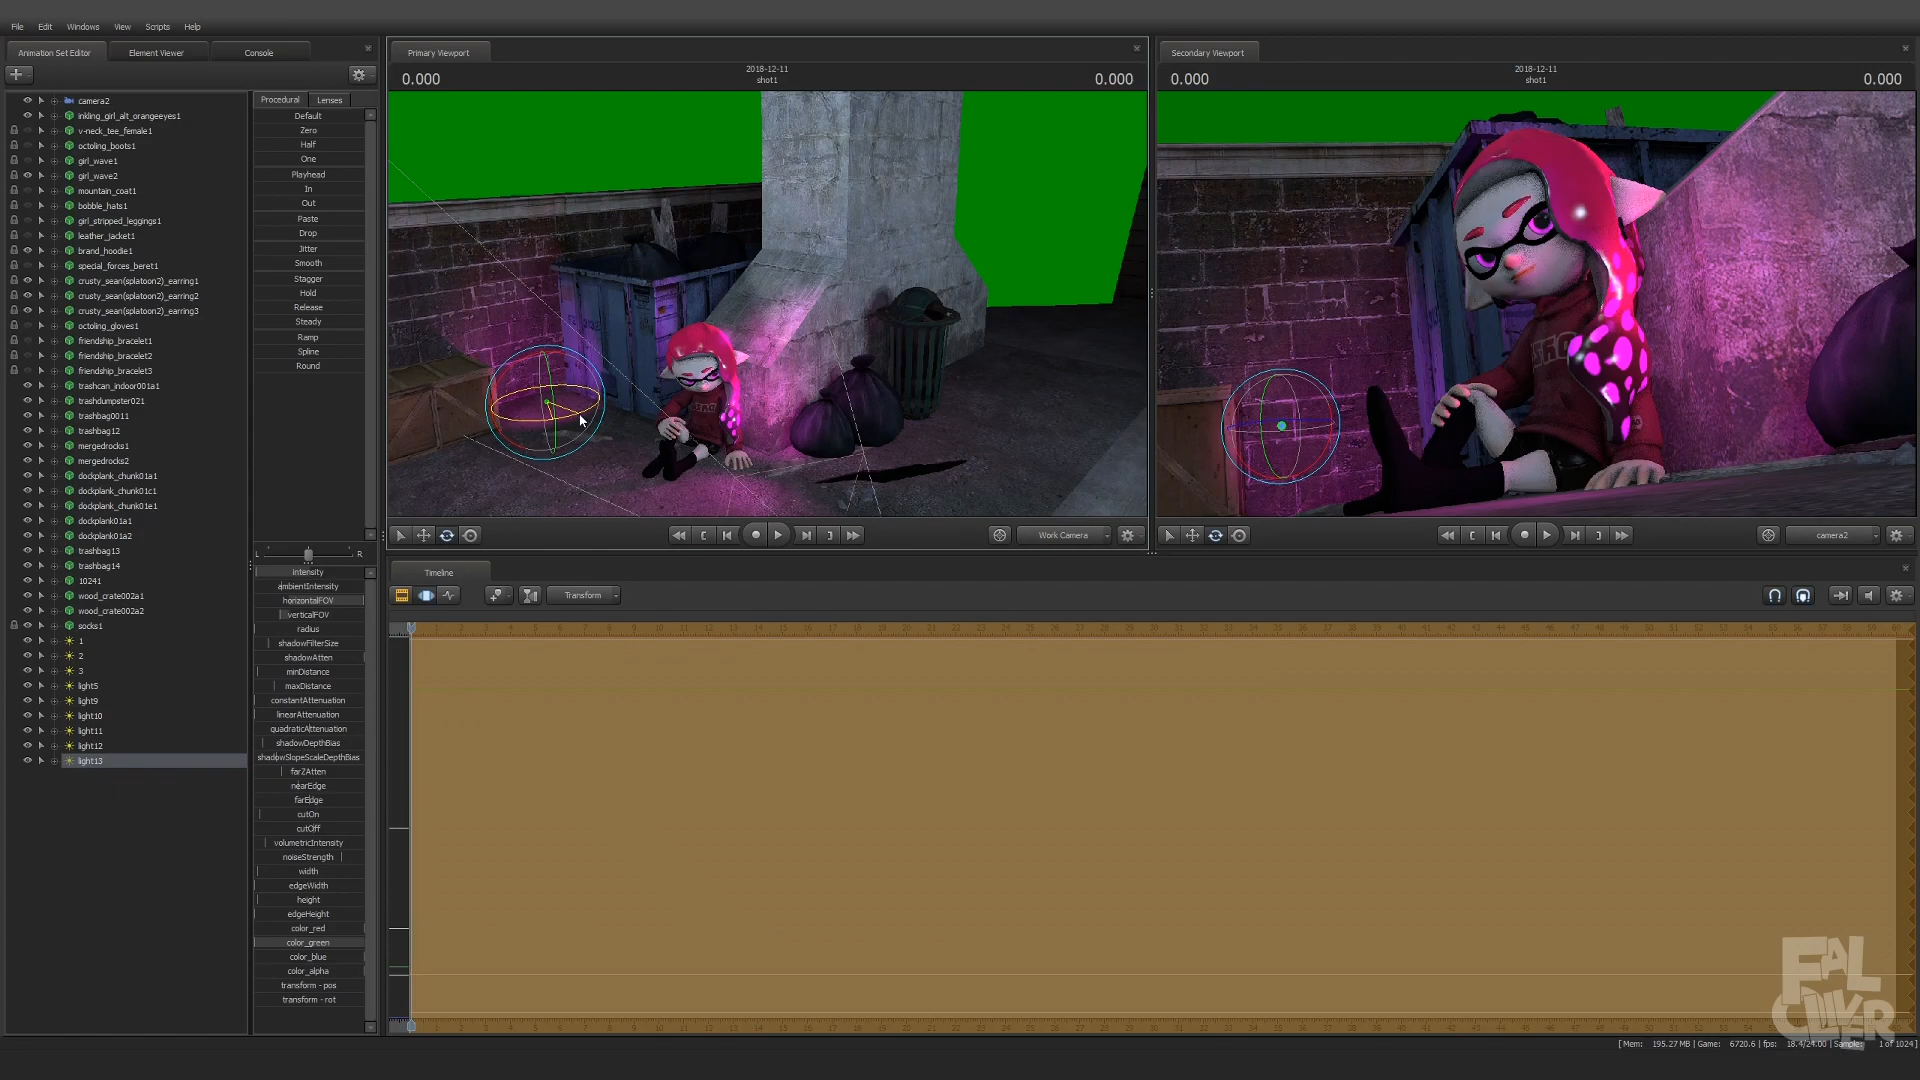 File Edit Windows View Scripts Help
Animation Set Editor Element Viewer Console
Primary Viewport
Secondary Viewport
0.000 2018-12-11 0.000
shot1
0.000 2018-12-11 0.000
shot1
camera2
inkling_girl_alt_orangeeyes1
v-neck_tee_female1
octoling_boots1
girl_wave1
girl_wave2
mountain_coat1
bobble_hats1
girl_stripped_leggings1
leather_jacket1
brand_hoodie1
special_forces_beret1
crusty_sean(splatoon2)_earring1
crusty_sean(splatoon2)_earring2
crusty_sean(splatoon2)_earring3
octoling_gloves1
friendship_bracelet1
friendship_bracelet2
friendship_bracelet3
trashcan_indoor001a1
trashdumpster021
trashbag0011
trashbag12
mergedrocks1
mergedrocks2
dockplank_chunk01a1
dockplank_chunk01c1
dockplank_chunk01e1
dockplank01a1
dockplank01a2
trashbag13
trashbag14
10241
wood_crate002a1
wood_crate002a2
socks1
1
2
3
light5
light9
light10
light11
light12
light13
Procedural Lenses
Default
Zero
Half
One
Playhead
In
Out
Paste
Drop
Jitter
Smooth
Stagger
Hold
Release
Steady
Ramp
Spline
Round
L R
intensity
ambientIntensity
horizontalFOV
verticalFOV
radius
shadowFilterSize
shadowAtten
minDistance
maxDistance
constantAttenuation
linearAttenuation
quadraticAttenuation
shadowDepthBias
shadowSlopeScaleDepthBias
farZAtten
nearEdge
farEdge
cutOn
cutOff
volumetricIntensity
noiseStrength
width
edgeWidth
height
edgeHeight
color_red
color_green
color_blue
color_alpha
transform - pos
transform - rot
Work Camera
camera2
Timeline
Transform
FAL
CLIVER
[ Mem: 195.27 MB | Game: 6720.6 | fps: 18.4/24.00 | Sample: 1 of 1024 ]